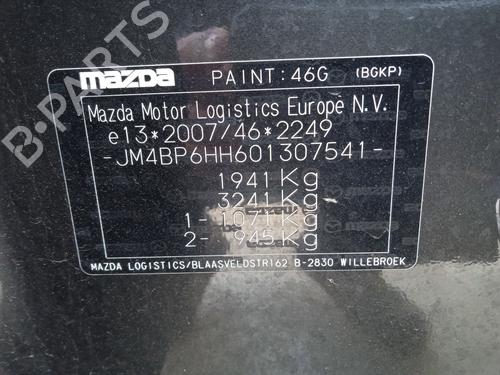 B-PARTS
mazda PAINT:46G (BGKP)
Mazda Motor Logistics Europe N.V.
e13*2007/46*2249
-JM4BP6HH601307541-
1941 Kg
3241 Kg
1- 1071 Kg
2- 945 Kg
MAZDA LOGISTICS/BLAASVELDSTR162 B-2830 WILLEBROEK